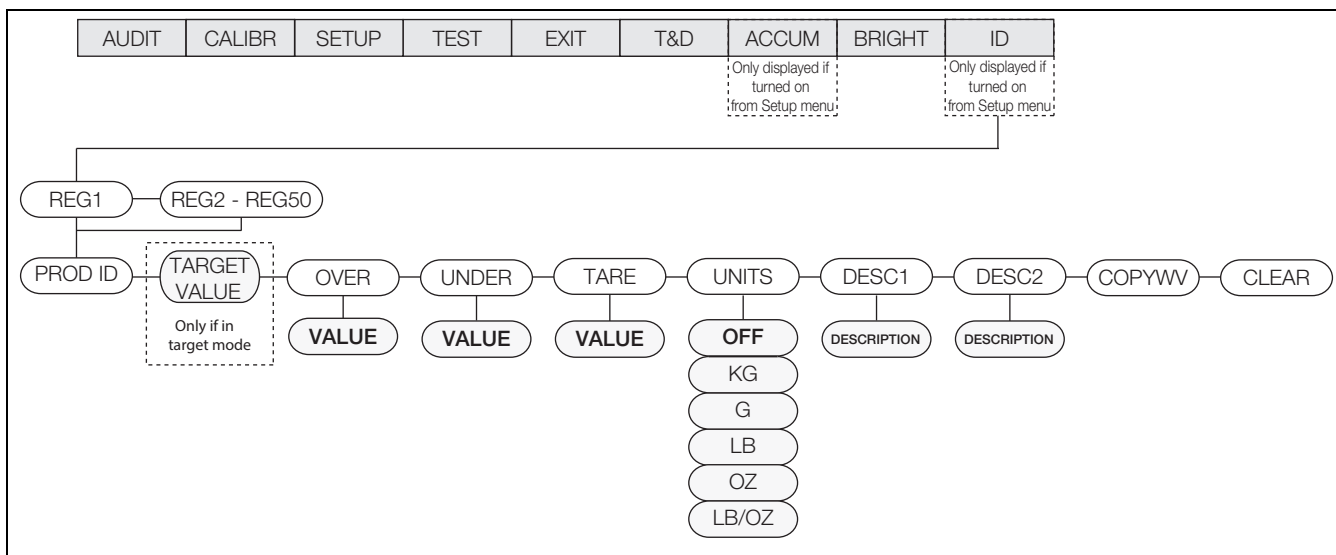 AUDIT CALIBR SETUP TEST EXIT T&D ACCUM BRIGHT ID
Only displayed if
turned on
from Setup menu
Only displayed if
turned on
from Setup menu
REG1 REG2 - REG50
PROD ID TARGET
VALUE OVER UNDER TARE UNITS DESC1 DESC2 COPYWV CLEAR
Only if in
target mode
VALUE VALUE VALUE OFF DESCRIPTION DESCRIPTION
KG
G
LB
OZ
LB/OZ